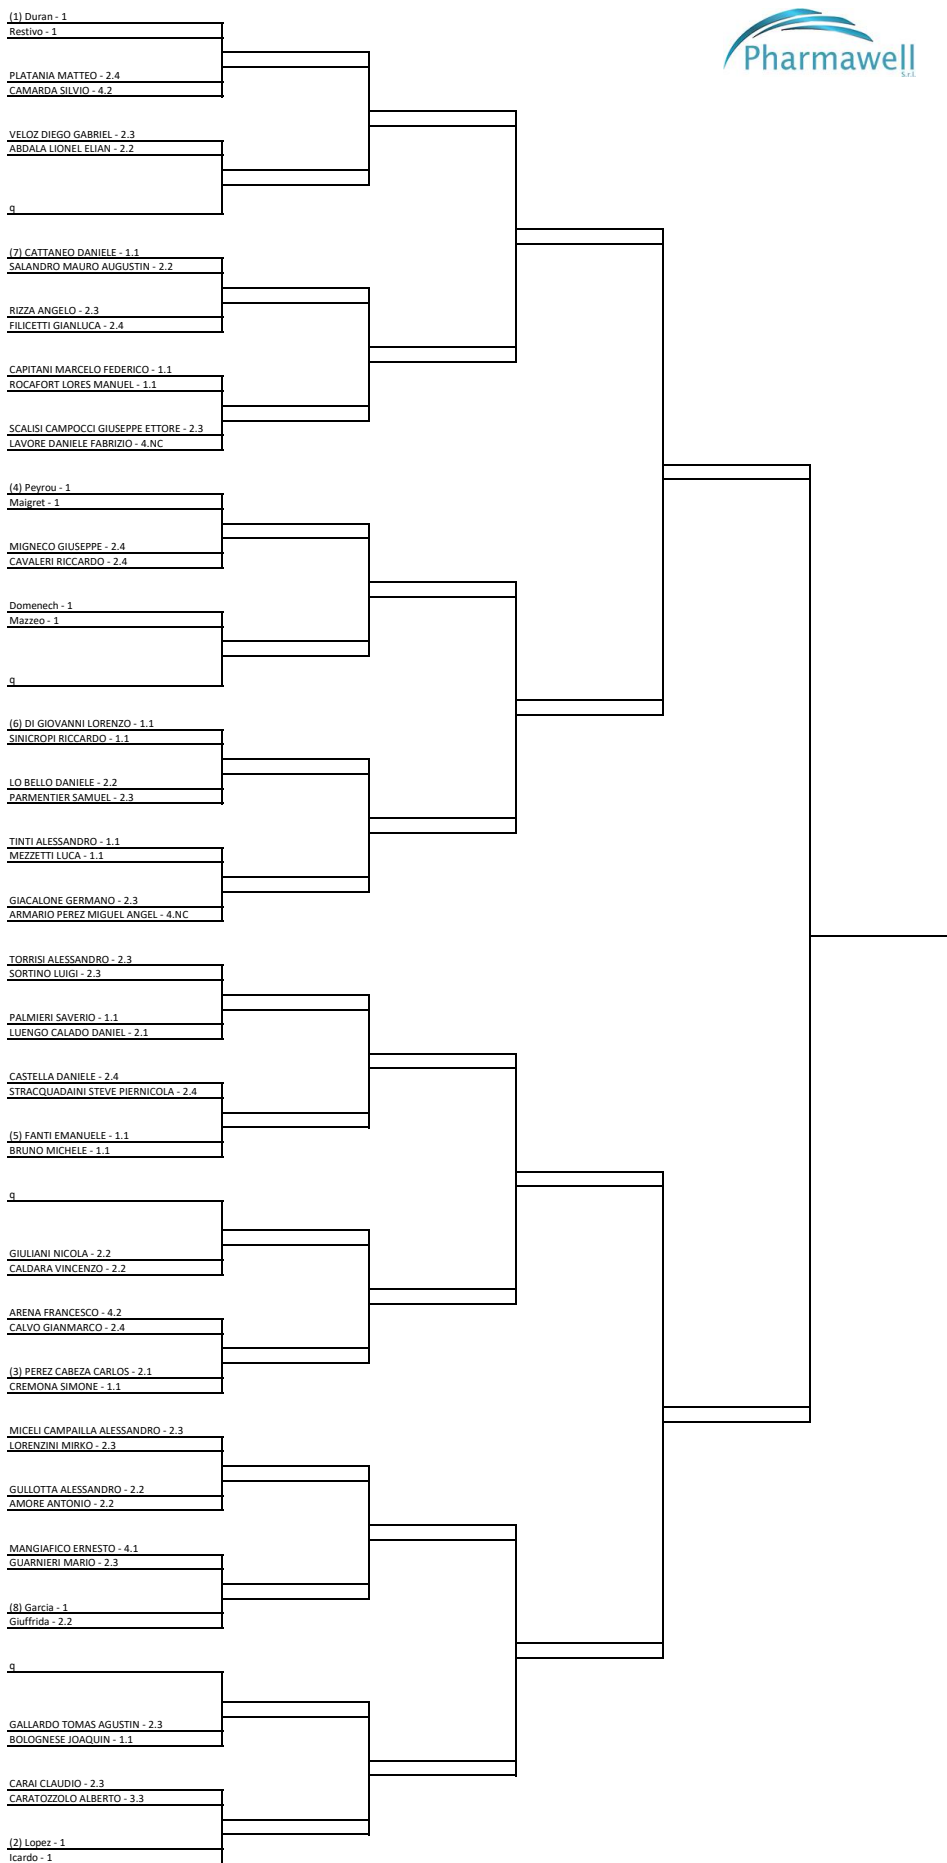 (1) Duran - 1
Restivo - 1
Pharmawell
S.r.l.
PLATANIA MATTEO - 2.4
CAMARDA SILVIO - 4.2
VELOZ DIEGO GABRIEL - 2.3
ABDALA LIONEL ELIAN - 2.2
q
(7) CATTANEO DANIELE - 1.1
SALANDRO MAURO AUGUSTIN - 2.2
RIZZA ANGELO - 2.3
FILICETTI GIANLUCA - 2.4
CAPITANI MARCELO FEDERICO - 1.1
ROCAFORT LORES MANUEL - 1.1
SCALISI CAMPOCCI GIUSEPPE ETTORE - 2.3
LAVORE DANIELE FABRIZIO - 4.NC
(4) Peyrou - 1
Maigret - 1
MIGNECO GIUSEPPE - 2.4
CAVALERI RICCARDO - 2.4
Domenech - 1
Mazzeo - 1
q
(6) DI GIOVANNI LORENZO - 1.1
SINICROPI RICCARDO - 1.1
LO BELLO DANIELE - 2.2
PARMENTIER SAMUEL - 2.3
TINTI ALESSANDRO - 1.1
MEZZETTI LUCA - 1.1
GIACALONE GERMANO - 2.3
ARMARIO PEREZ MIGUEL ANGEL - 4.NC
TORRISI ALESSANDRO - 2.3
SORTINO LUIGI - 2.3
PALMIERI SAVERIO - 1.1
LUENGO CALADO DANIEL - 2.1
CASTELLA DANIELE - 2.4
STRACQUADAINI STEVE PIERNICOLA - 2.4
(5) FANTI EMANUELE - 1.1
BRUNO MICHELE - 1.1
q
GIULIANI NICOLA - 2.2
CALDARA VINCENZO - 2.2
ARENA FRANCESCO - 4.2
CALVO GIANMARCO - 2.4
(3) PEREZ CABEZA CARLOS - 2.1
CREMONA SIMONE - 1.1
MICELI CAMPAILLA ALESSANDRO - 2.3
LORENZINI MIRKO - 2.3
GULLOTTA ALESSANDRO - 2.2
AMORE ANTONIO - 2.2
MANGIAFICO ERNESTO - 4.1
GUARNIERI MARIO - 2.3
(8) Garcia - 1
Giuffrida - 2.2
q
GALLARDO TOMAS AGUSTIN - 2.3
BOLOGNESE JOAQUIN - 1.1
CARAI CLAUDIO - 2.3
CARATOZZOLO ALBERTO - 3.3
(2) Lopez - 1
Icardo - 1